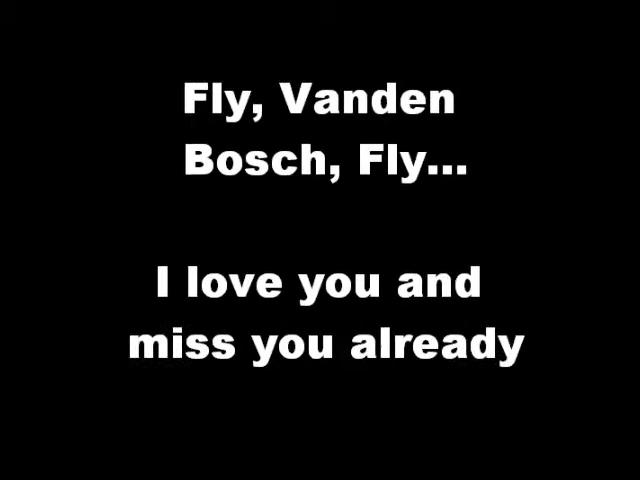 Fly, Vanden
Bosch, Fly...
I love you and
miss you already